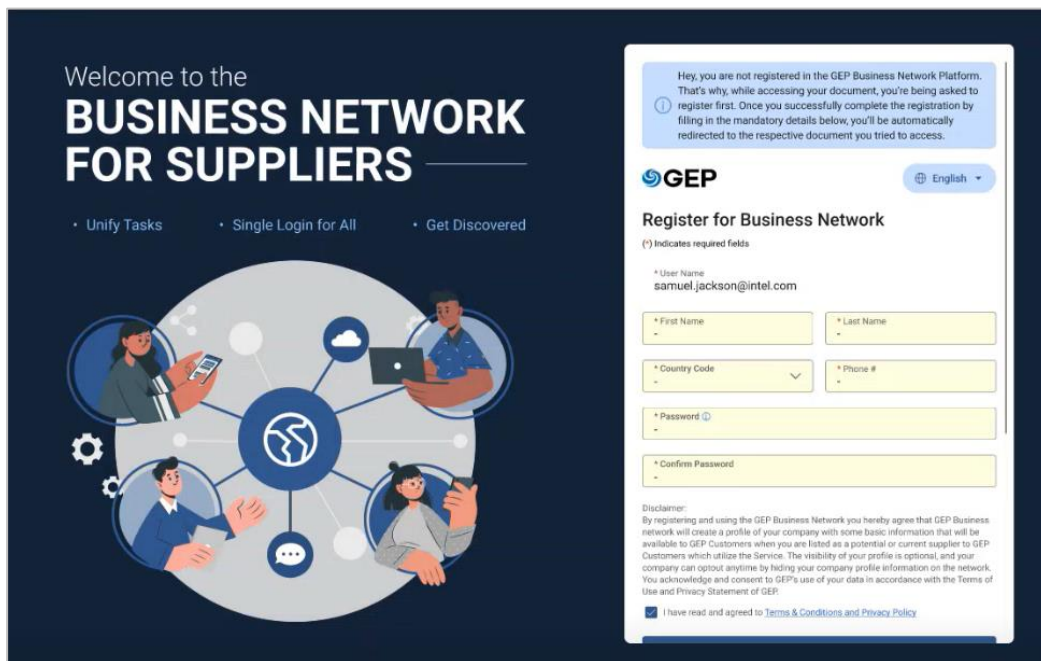 Welcome to the
BUSINESS NETWORK
FOR SUPPLIERS
• Unify Tasks • Single Login for All • Get Discovered
Hey, you are not registered in the GEP Business Network Platform.
That's why, while accessing your document, you're being asked to
register first. Once you successfully complete the registration by
filling in the mandatory details below, you'll be automatically
redirected to the respective document you tried to access.
GEP
English
Register for Business Network
(*) Indicates required fields
* User Name
samuel.jackson@intel.com
* First Name
-
* Last Name
-
* Country Code
-
* Phone #
-
* Password
-
* Confirm Password
-
Disclaimer:
By registering and using the GEP Business Network you hereby agree that GEP Business
network will create a profile of your company with some basic information that will be
available to GEP Customers when you are listed as a potential or current supplier to GEP
Customers which utilize the Service. The visibility of your profile is optional, and your
company can optout anytime by hiding your company profile information on the network.
You acknowledge and consent to GEP's use of your data in accordance with the Terms of
Use and Privacy Statement of GEP.
I have read and agreed to Terms & Conditions and Privacy Policy